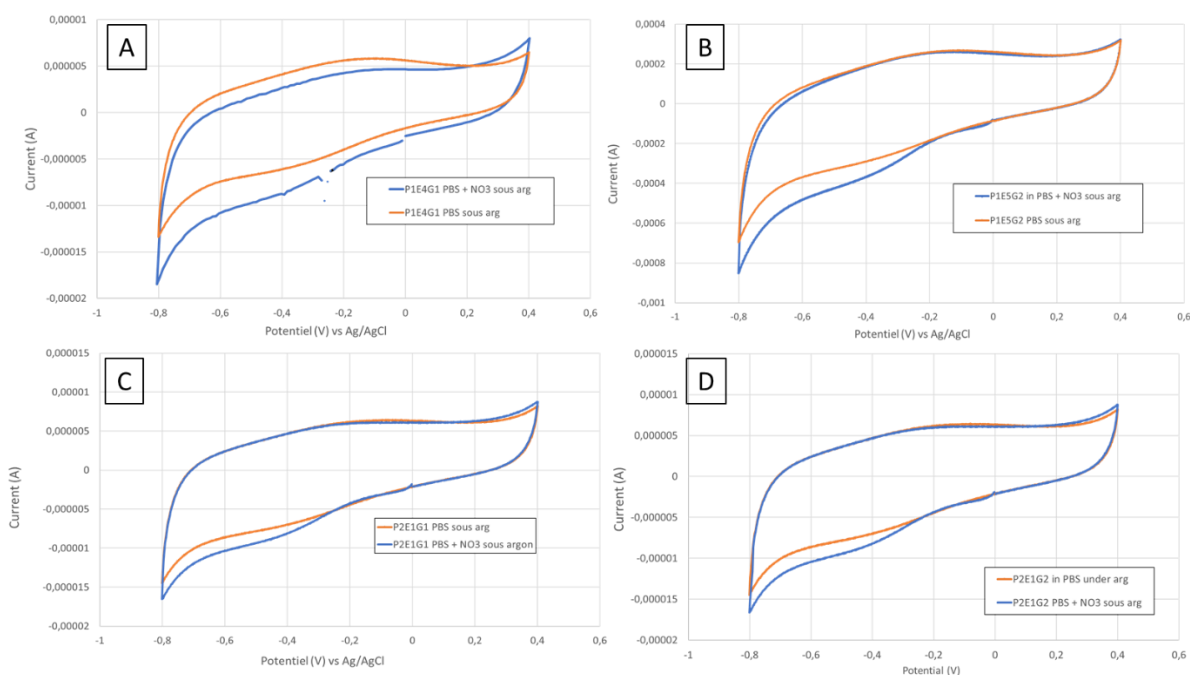 A
0,00001
0,000005
0
-0,000005
-0,00001
-0,000015
-0,00002
-1 -0,8 -0,6 -0,4 -0,2 0 0,2 0,4 0,6
Current (A)
Potentiel (V) vs Ag/AgCl
P1E4G1 PBS + NO3 sous arg
P1E4G1 PBS sous arg
B
0,0004
0,0002
0
-0,0002
-0,0004
-0,0006
-0,0008
-0,001
-1 -0,8 -0,6 -0,4 -0,2 0 0,2 0,4 0,6
Current (A)
Potentiel (V) vs Ag/AgCl
P1E5G2 in PBS + NO3 sous arg
P1E5G2 PBS sous arg
C
0,000015
0,00001
0,000005
0
-0,000005
-0,00001
-0,000015
-0,00002
-1 -0,8 -0,6 -0,4 -0,2 0 0,2 0,4 0,6
Current (A)
Potentiel (V) vs Ag/AgCl
P2E1G1 PBS sous arg
P2E1G1 PBS + NO3 sous argon
D
0,000015
0,00001
0,000005
0
-0,000005
-0,00001
-0,000015
-0,00002
-1 -0,8 -0,6 -0,4 -0,2 0 0,2 0,4 0,6
Current (A)
Potential (V)
P2E1G2 in PBS under arg
P2E1G2 PBS + NO3 sous arg